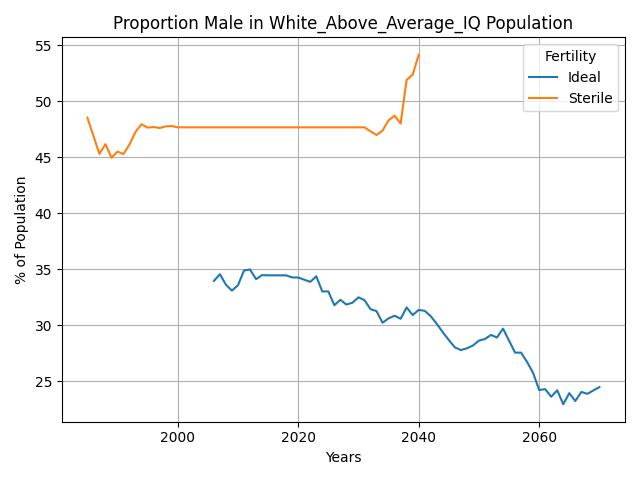 Proportion Male in White_Above_Average_IQ Population
% of Population
55
50
45
40
35
30
25
Fertility
Ideal
Sterile
2000 2020 2040 2060
Years